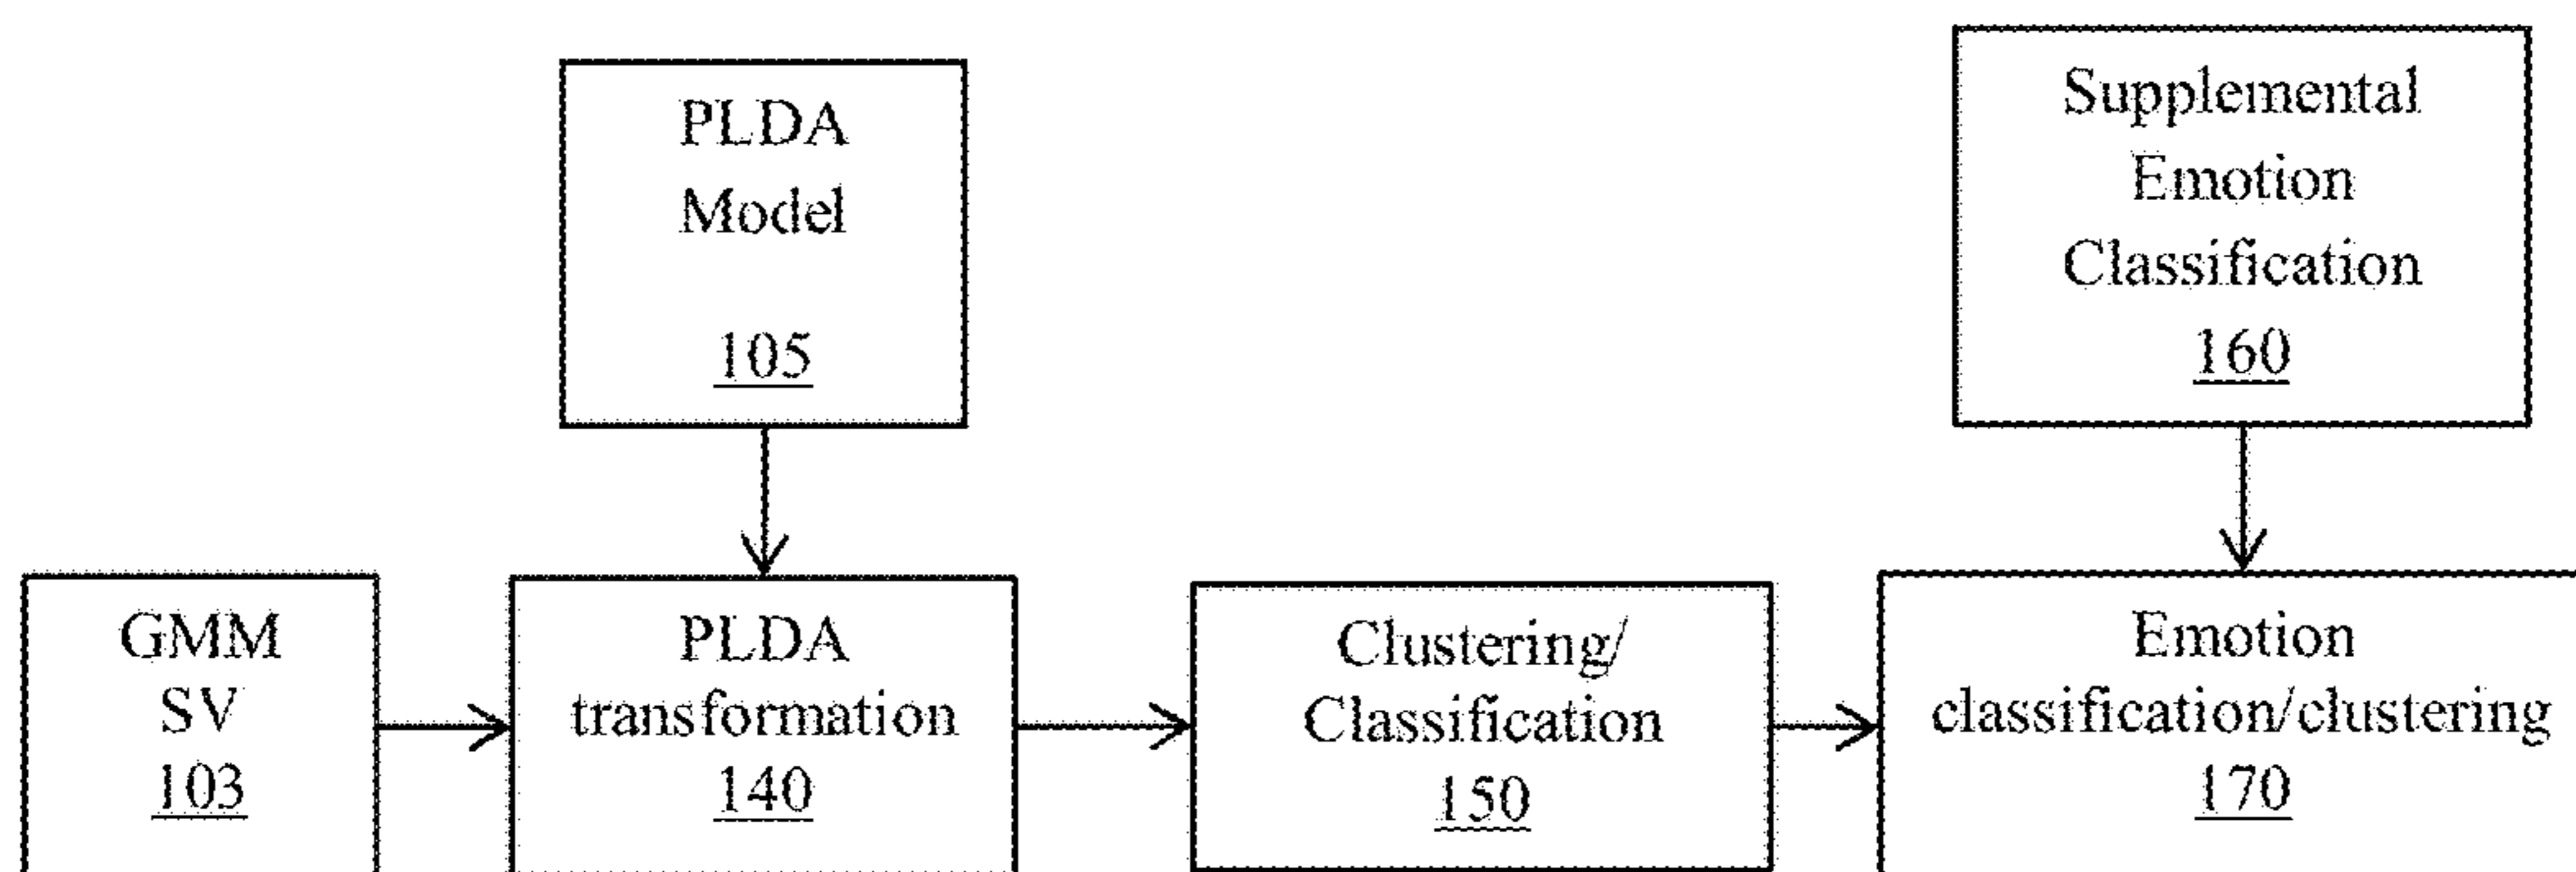 PLDA
Model
105
Supplemental
Emotion
Classification
160
GMM
SV
103
PLDA
transformation
140
Clustering/
Classification
150
Emotion
classification/clustering
170